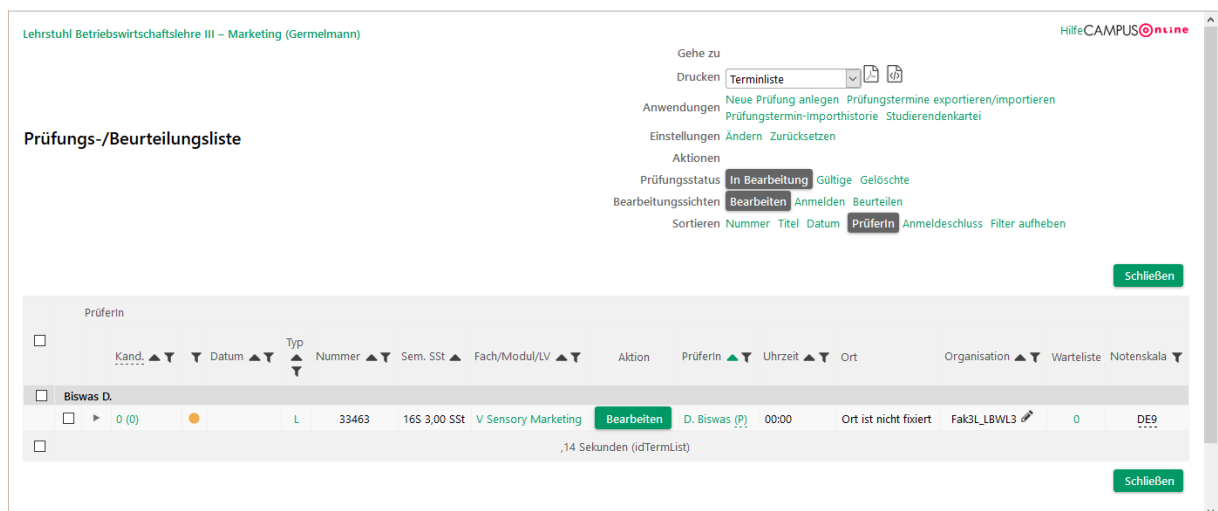 Lehrstuhl Betriebswirtschaftslehre III – Marketing (Germelmann)
HilfeCAMPUSOnline
Gehe zu
Drucken Terminliste
Anwendungen Neue Prüfung anlegen Prüfungstermine exportieren/importieren
Prüfungstermin-Importhistorie Studierendenkartei
Prüfungs-/Beurteilungsliste
Einstellungen Ändern Zurücksetzen
Aktionen
Prüfungsstatus In Bearbeitung Gültige Gelöschte
Bearbeitungssichten Bearbeiten Anmelden Beurteilen
Sortieren Nummer Titel Datum PrüferIn Anmeldeschluss Filter aufheben
Schließen
PrüferIn
Kand. Datum Typ Nummer Sem. SSt Fach/Modul/LV Aktion PrüferIn Uhrzeit Ort Organisation Warteliste Notenskala
Biswas D.
0 (0) L 33463 16S 3,00 SSt V Sensory Marketing Bearbeiten D. Biswas (P) 00:00 Ort ist nicht fixiert Fak3L_LBWL3 0 DE9
,14 Sekunden (idTermList)
Schließen